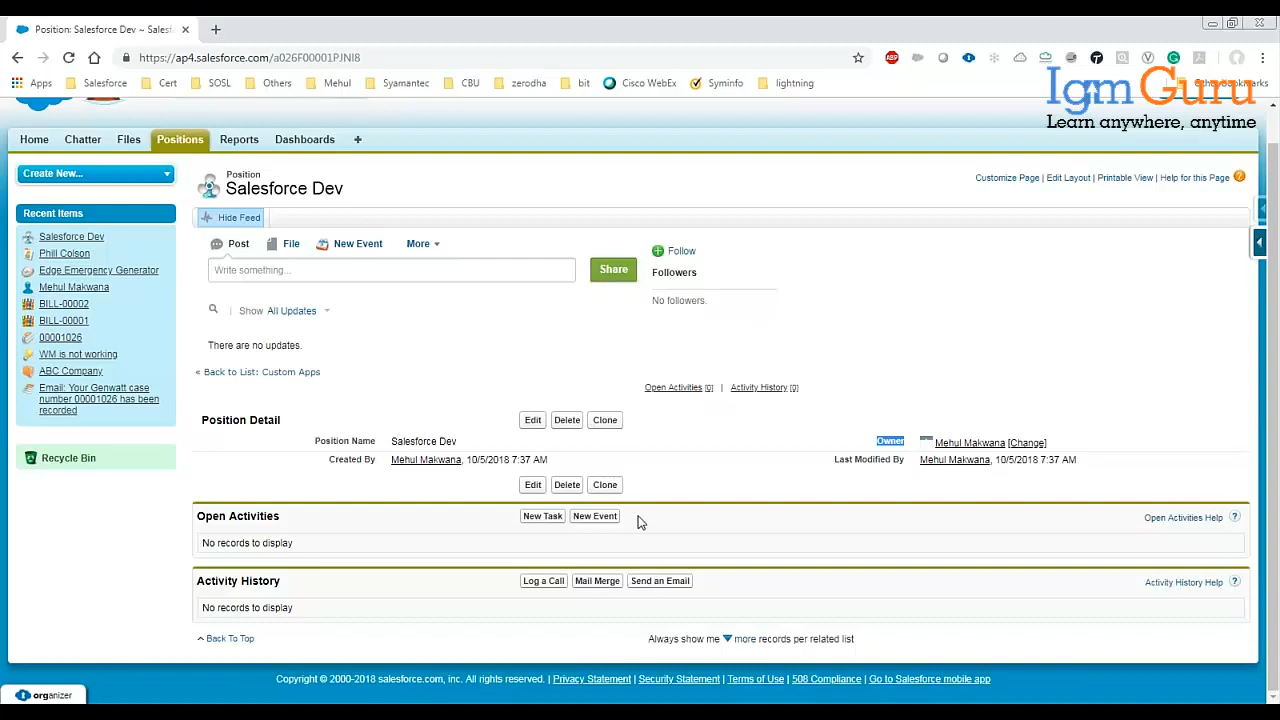 Position: Salesforce Dev ~ Salesf
https://ap4.salesforce.com/a026F00001PJNI8
Apps Salesforce Cert SOSL Others Mehul Syamantec CBU zerodha bit Cisco WebEx Syminfo lightning
Igm Guru
Learn anywhere, anytime
Home Chatter Files Positions Reports Dashboards +
Create New...
Position
Salesforce Dev
Customize Page | Edit Layout | Printable View | Help for this Page
Recent Items
Salesforce Dev
Phill Colson
Edge Emergency Generator
Mehul Makwana
BILL-00002
BILL-00001
00001026
WM is not working
ABC Company
Email: Your Genwatt case
number 00001026 has been
recorded
Recycle Bin
Hide Feed
Post File New Event More
Write something...
Share
Follow
Followers
No followers.
Show All Updates
There are no updates.
« Back to List: Custom Apps
Open Activities [0] | Activity History [0]
Position Detail Edit Delete Clone
Position Name Salesforce Dev Owner Mehul Makwana [Change]
Created By Mehul Makwana, 10/5/2018 7:37 AM Last Modified By Mehul Makwana, 10/5/2018 7:37 AM
Edit Delete Clone
Open Activities New Task New Event Open Activities Help ?
No records to display
Activity History Log a Call Mail Merge Send an Email Activity History Help ?
No records to display
Back To Top Always show me more records per related list
Copyright © 2000-2018 salesforce.com, inc. All rights reserved. | Privacy Statement | Security Statement | Terms of Use | 508 Compliance | Go to Salesforce mobile app
organizer